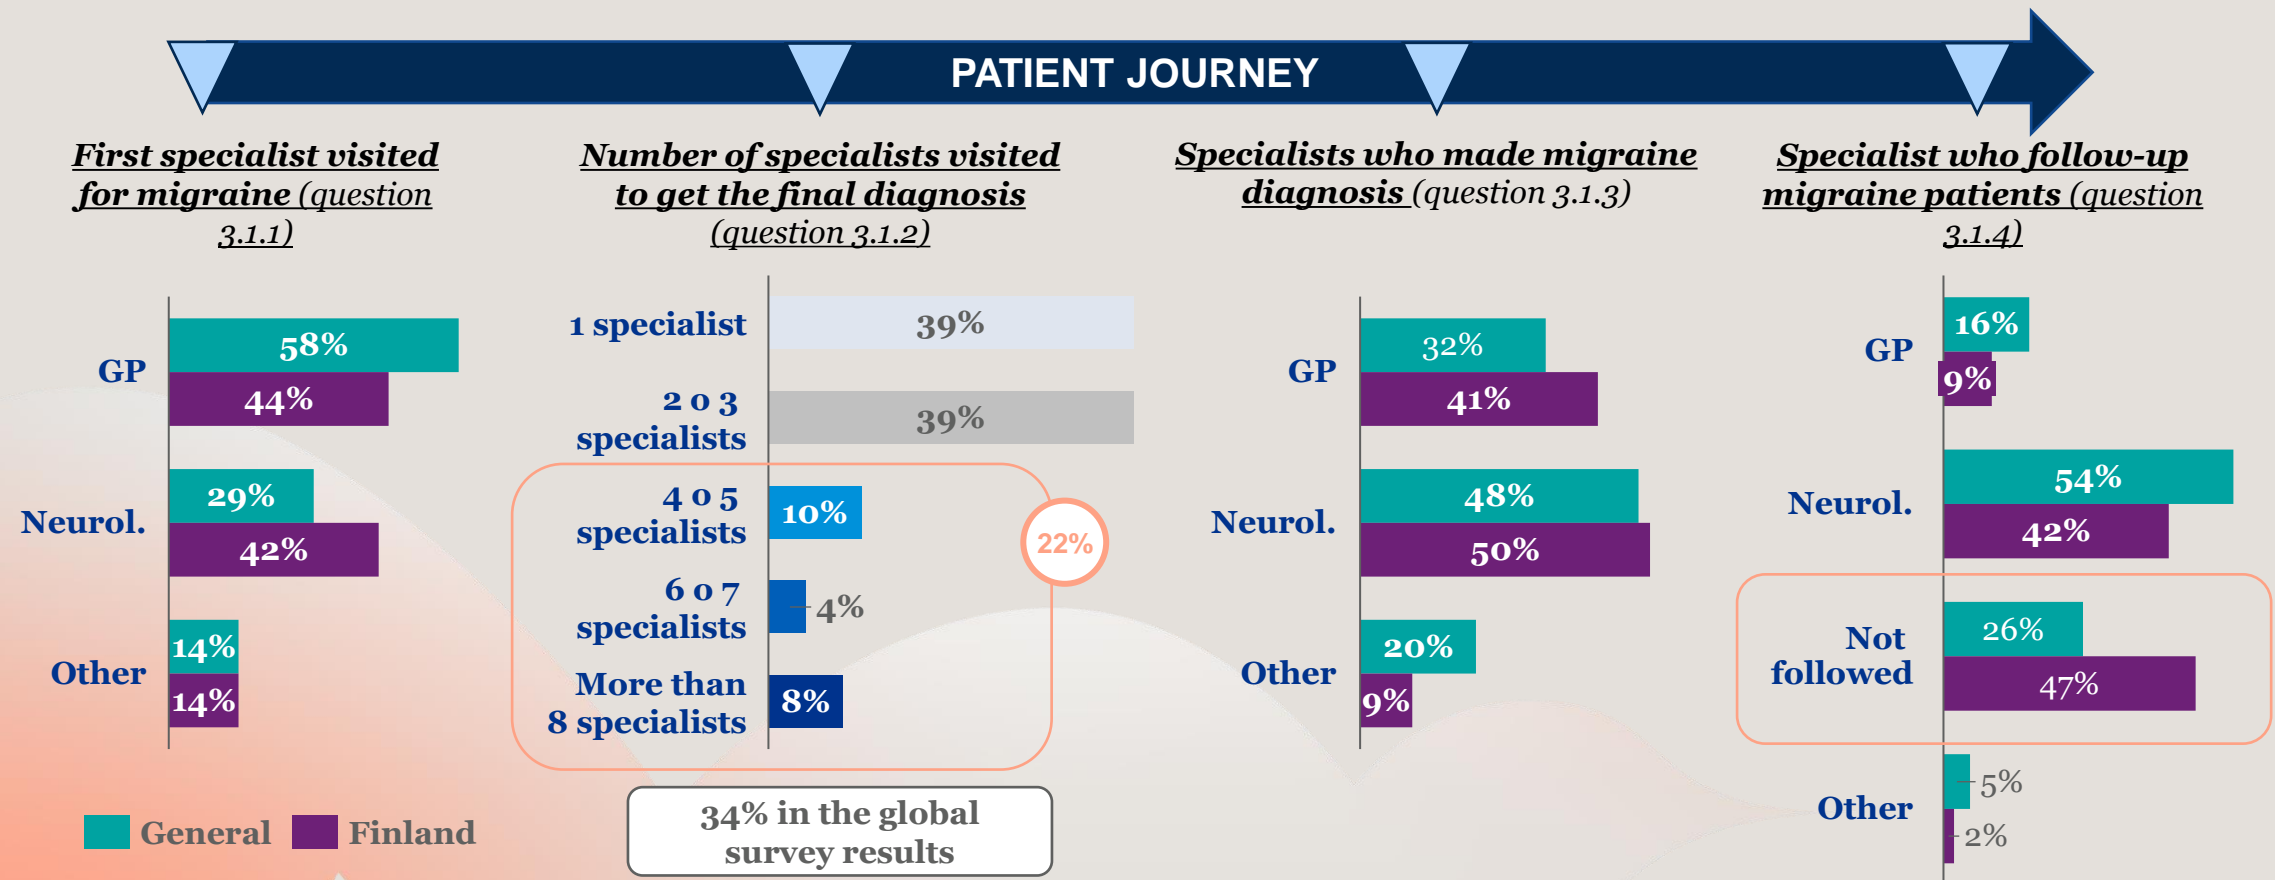 PATIENT JOURNEY
First specialist visited
for migraine (question
3.1.1)
GP
58%
44%
Neurol.
29%
42%
Other
14%
14%
General
Finland
Number of specialists visited
to get the final diagnosis
(question 3.1.2)
1 specialist
39%
2 o 3
specialists
39%
4 o 5
specialists
10%
6 o 7
specialists
4%
More than
8 specialists
8%
22%
34% in the global
survey results
Specialists who made migraine
diagnosis (question 3.1.3)
GP
32%
41%
Neurol.
48%
50%
Other
20%
9%
Specialist who follow-up
migraine patients (question
3.1.4)
GP
16%
9%
Neurol.
54%
42%
Not
followed
26%
47%
Other
5%
2%